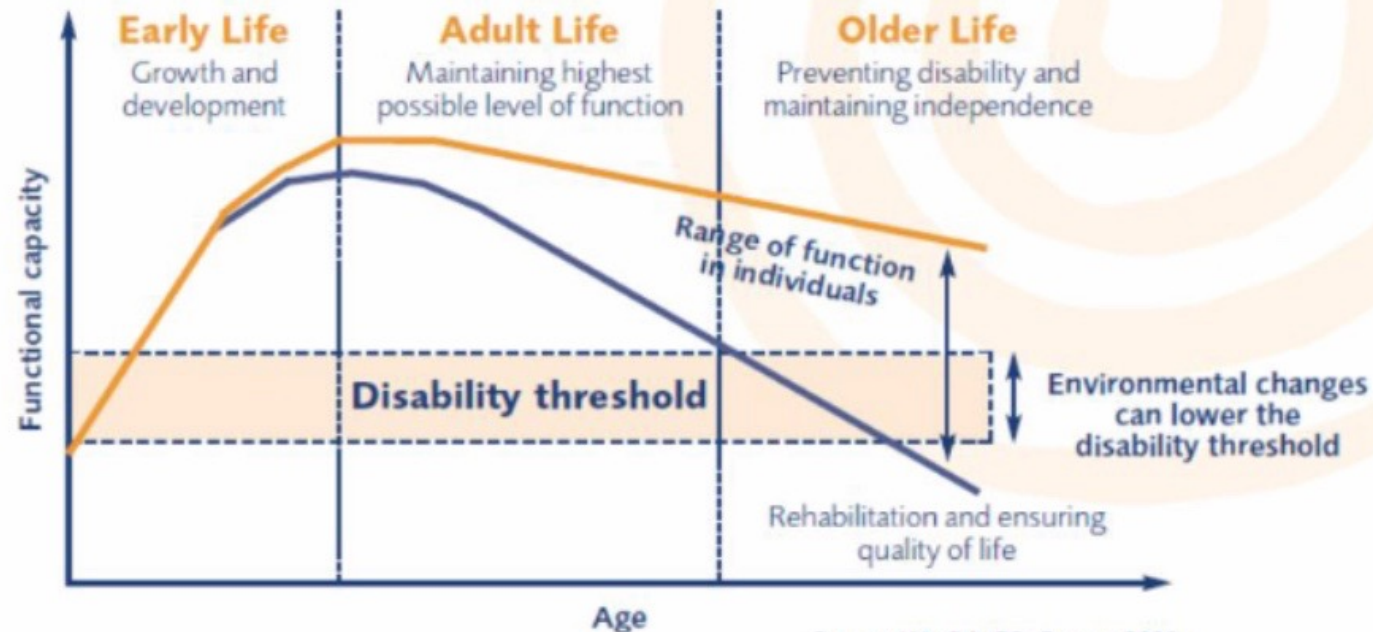 Early Life
Growth and
development
Adult Life
Maintaining highest
possible level of function
Older Life
Preventing disability and
maintaining independence
Functional capacity
Range of function
in individuals
Disability threshold
Environmental changes
can lower the
disability threshold
Rehabilitation and ensuring
quality of life
Age